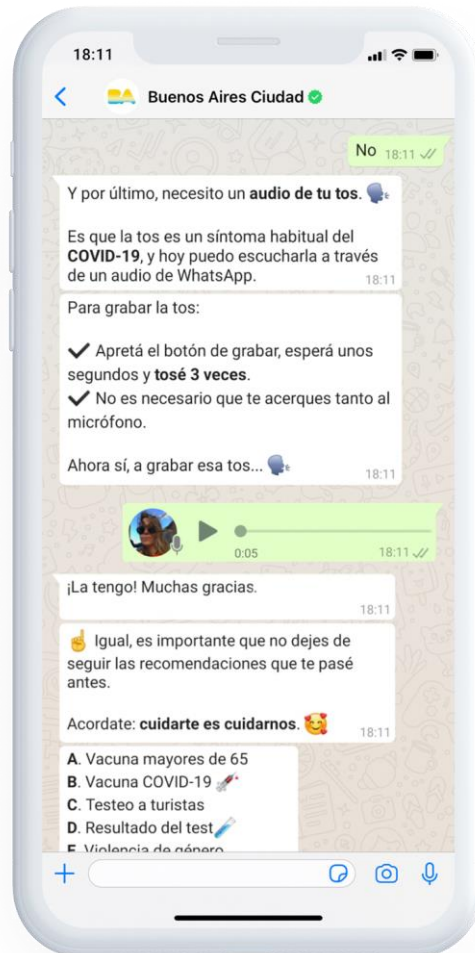 18:11
Buenos Aires Ciudad
No 18:11
Y por último, necesito un audio de tu tos. 🗣️
Es que la tos es un síntoma habitual del
COVID-19, y hoy puedo escucharla a través
de un audio de WhatsApp. 18:11
Para grabar la tos:
✔️ Apretá el botón de grabar, esperá unos
segundos y tosé 3 veces.
✔️ No es necesario que te acerques tanto al
micrófono.
Ahora sí, a grabar esa tos... 🗣️ 18:11
0:05 18:11
¡La tengo! Muchas gracias.
18:11
☝️ Igual, es importante que no dejes de
seguir las recomendaciones que te pasé
antes.
Acordate: cuidarte es cuidarnos. 🥰 18:11
A. Vacuna mayores de 65
B. Vacuna COVID-19 💉
C. Testeo a turistas
D. Resultado del test🧪
E. Violencia de género